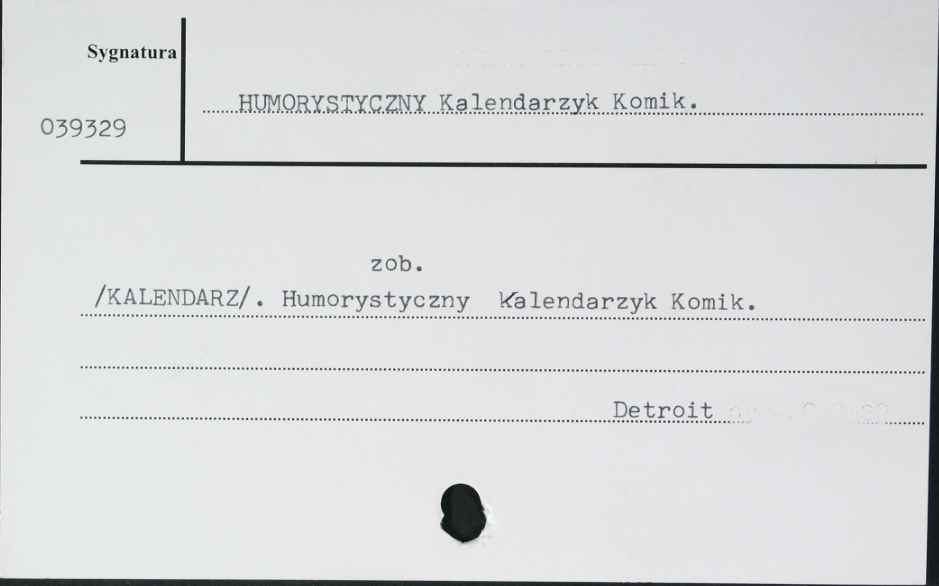 Sygnatura
HUMORYSTYCZNY Kalendarzyk Komik.
039329
zob.
/KALENDARZ/. Humorystyczny Kalendarzyk Komik.
Detroit